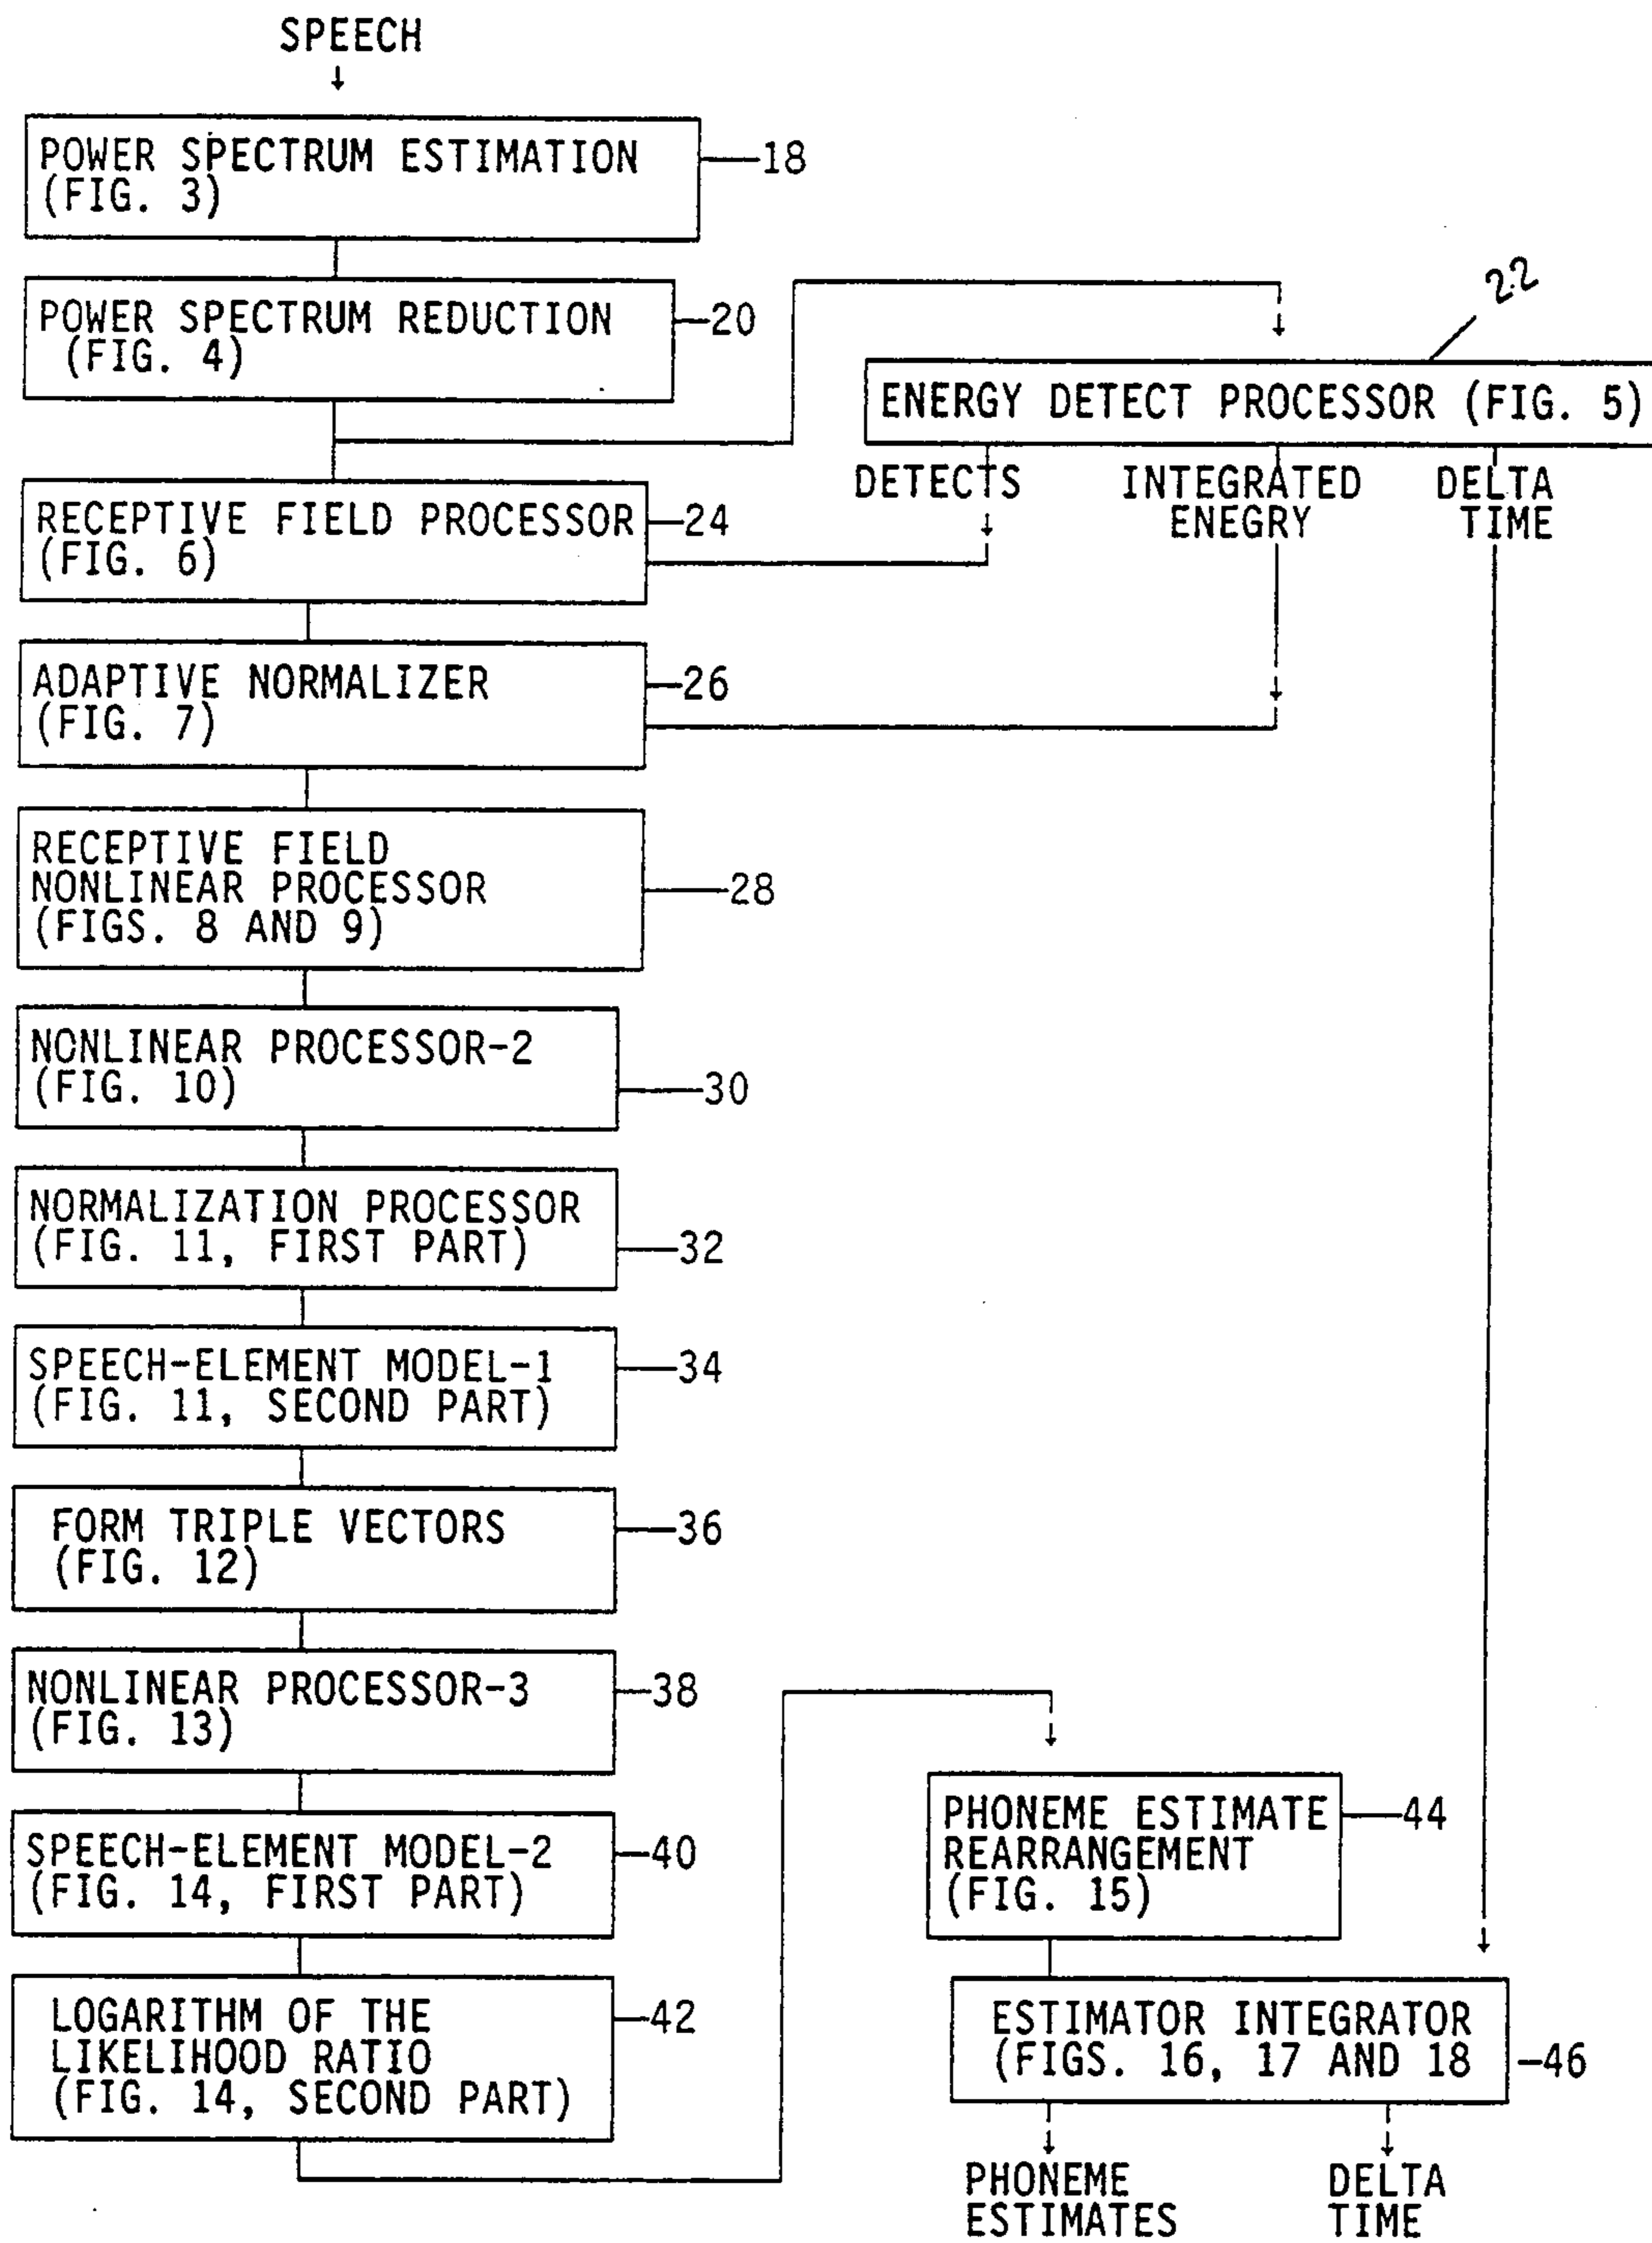 SPEECH
POWER SPECTRUM ESTIMATION
(FIG. 3)
18
POWER SPECTRUM REDUCTION
(FIG. 4)
20
22
ENERGY DETECT PROCESSOR (FIG. 5)
DETECTS
INTEGRATED
ENEGRY
DELTA
TIME
RECEPTIVE FIELD PROCESSOR
(FIG. 6)
24
ADAPTIVE NORMALIZER
(FIG. 7)
26
RECEPTIVE FIELD
NONLINEAR PROCESSOR
(FIGS. 8 AND 9)
28
NONLINEAR PROCESSOR-2
(FIG. 10)
30
NORMALIZATION PROCESSOR
(FIG. 11, FIRST PART)
32
SPEECH-ELEMENT MODEL-1
(FIG. 11, SECOND PART)
34
FORM TRIPLE VECTORS
(FIG. 12)
36
NONLINEAR PROCESSOR-3
(FIG. 13)
38
SPEECH-ELEMENT MODEL-2
(FIG. 14, FIRST PART)
40
LOGARITHM OF THE
LIKELIHOOD RATIO
(FIG. 14, SECOND PART)
42
PHONEME ESTIMATE
REARRANGEMENT
(FIG. 15)
44
ESTIMATOR INTEGRATOR
(FIGS. 16, 17 AND 18
46
PHONEME
ESTIMATES
DELTA
TIME